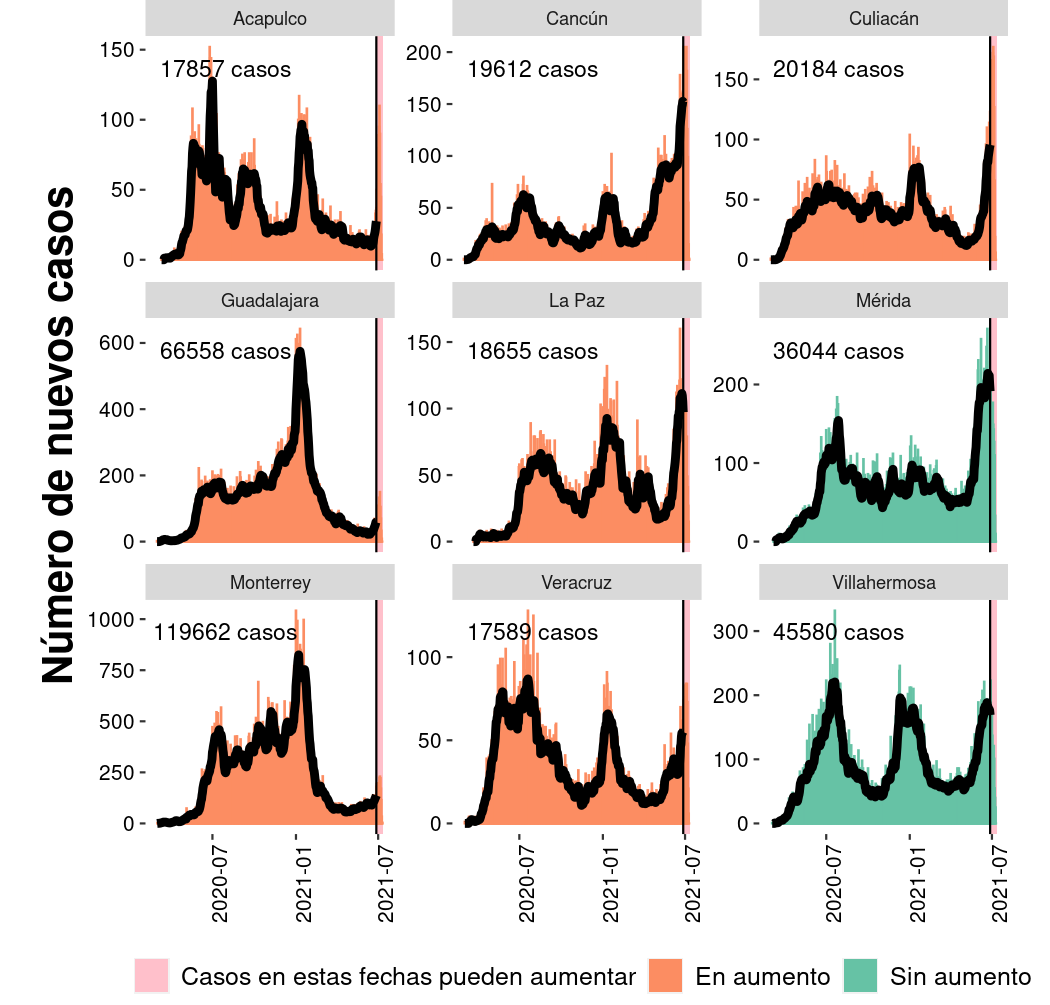 Número de nuevos casos
Acapulco
Cancún
Culiacán
150
100
50
0
17857 casos
200
150
100
50
0
19612 casos
150
100
50
0
20184 casos
Guadalajara
La Paz
Mérida
600
400
200
0
66558 casos
150
100
50
0
18655 casos
200
100
0
36044 casos
Monterrey
Veracruz
Villahermosa
1000
750
500
250
0
119662 casos
100
50
0
17589 casos
300
200
100
0
45580 casos
2020-07
2021-01
2021-07
2020-07
2021-01
2021-07
2020-07
2021-01
2021-07
Casos en estas fechas pueden aumentar
En aumento
Sin aumento